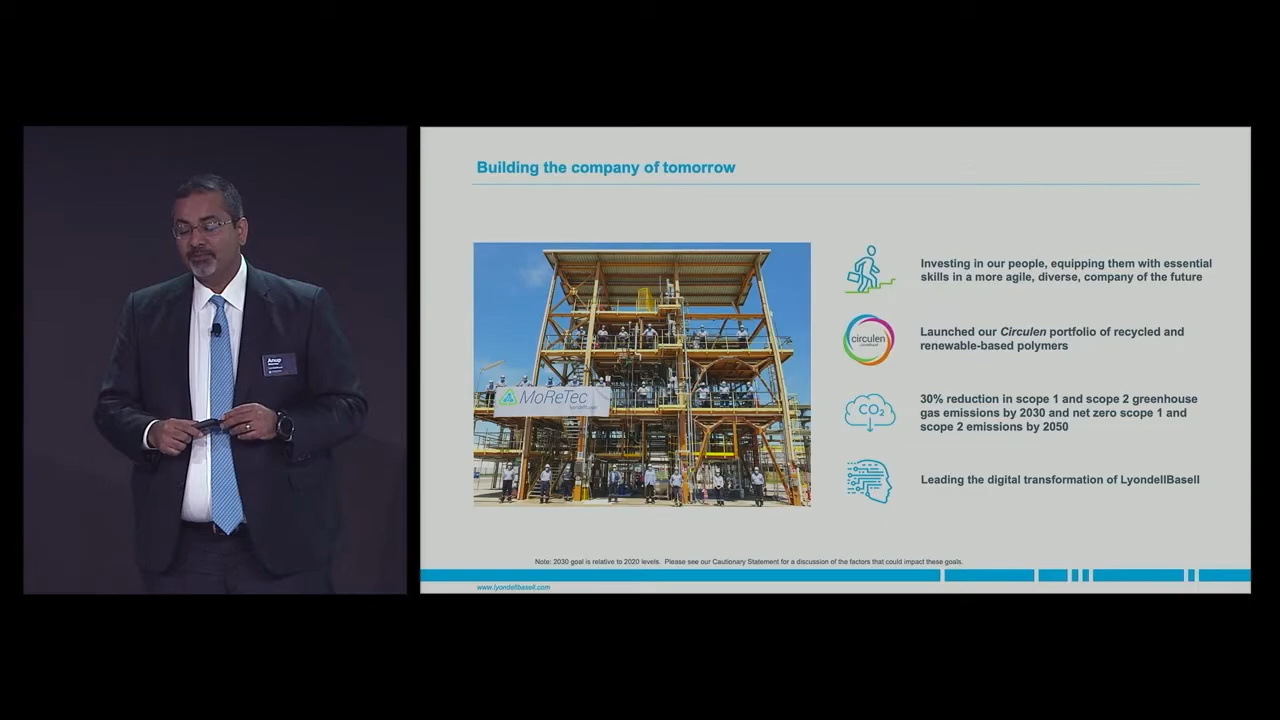 Building the company of tomorrow
Anup
MoReTec
lyondellbasell
Investing in our people, equipping them with essential
skills in a more agile, diverse, company of the future
circulen
Launched our Circulen portfolio of recycled and
renewable-based polymers
CO2
30% reduction in scope 1 and scope 2 greenhouse
gas emissions by 2030 and net zero scope 1 and
scope 2 emissions by 2050
Leading the digital transformation of LyondellBasell
Note: 2030 goal is relative to 2020 levels. Please see our Cautionary Statement for a discussion of the factors that could impact these goals.
www.lyondellbasell.com